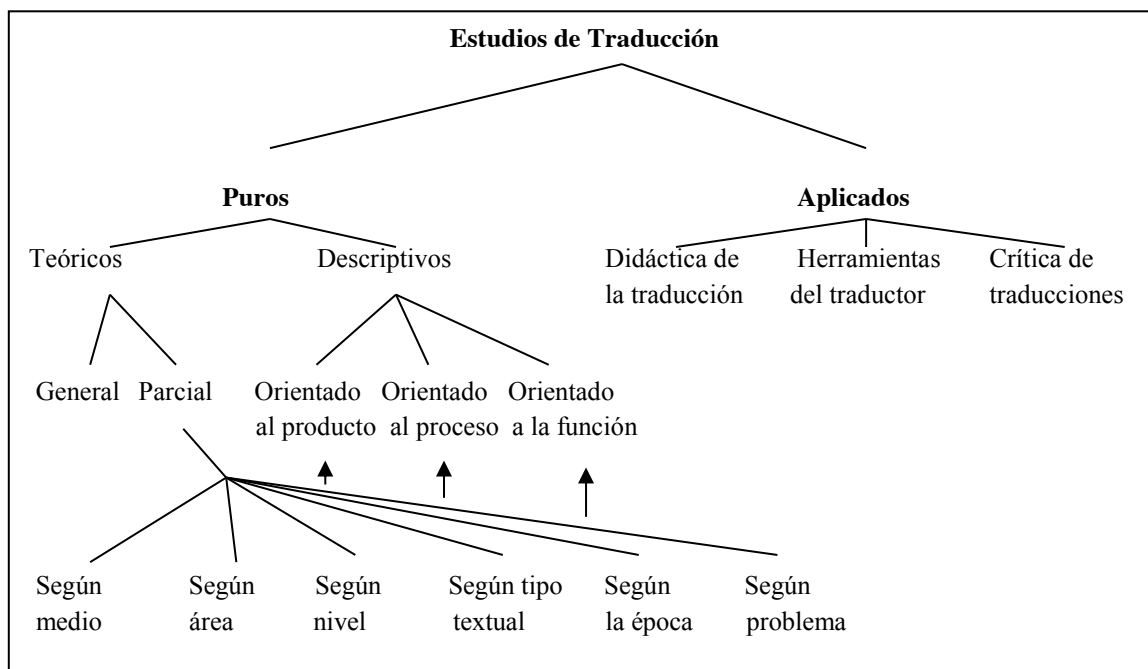 Estudios de Traducción
Puros
Aplicados
Teóricos
Descriptivos
Didáctica de
la traducción
Herramientas
del traductor
Crítica de
traducciones
General
Parcial
Orientado
al producto
Orientado
al proceso
Orientado
a la función
Según
medio
Según
área
Según
nivel
Según tipo
textual
Según
la época
Según
problema